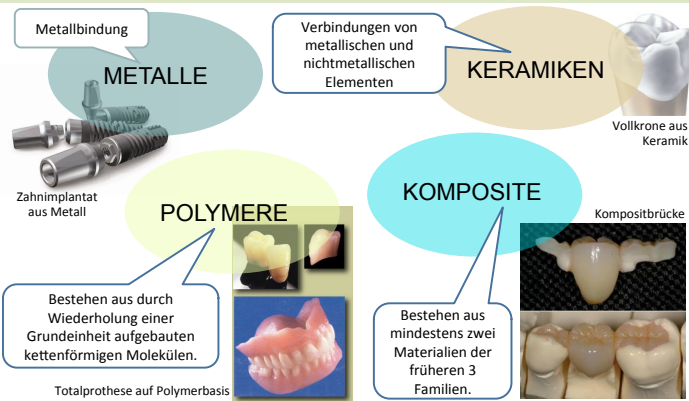 Metallbindung
METALLE
Zahnimplantat
aus Metall
Verbindungen von
metallischen und
nichtmetallischen
Elementen
KERAMIKEN
Vollkrone aus
Keramik
POLYMERE
Bestehen aus durch
Wiederholung einer
Grundeinheit aufgebauten
kettenförmigen Molekülen.
Totalprothese auf Polymerbasis
KOMPOSITE
Kompositbrücke
Bestehen aus
mindestens zwei
Materialien der
früheren 3
Familien.